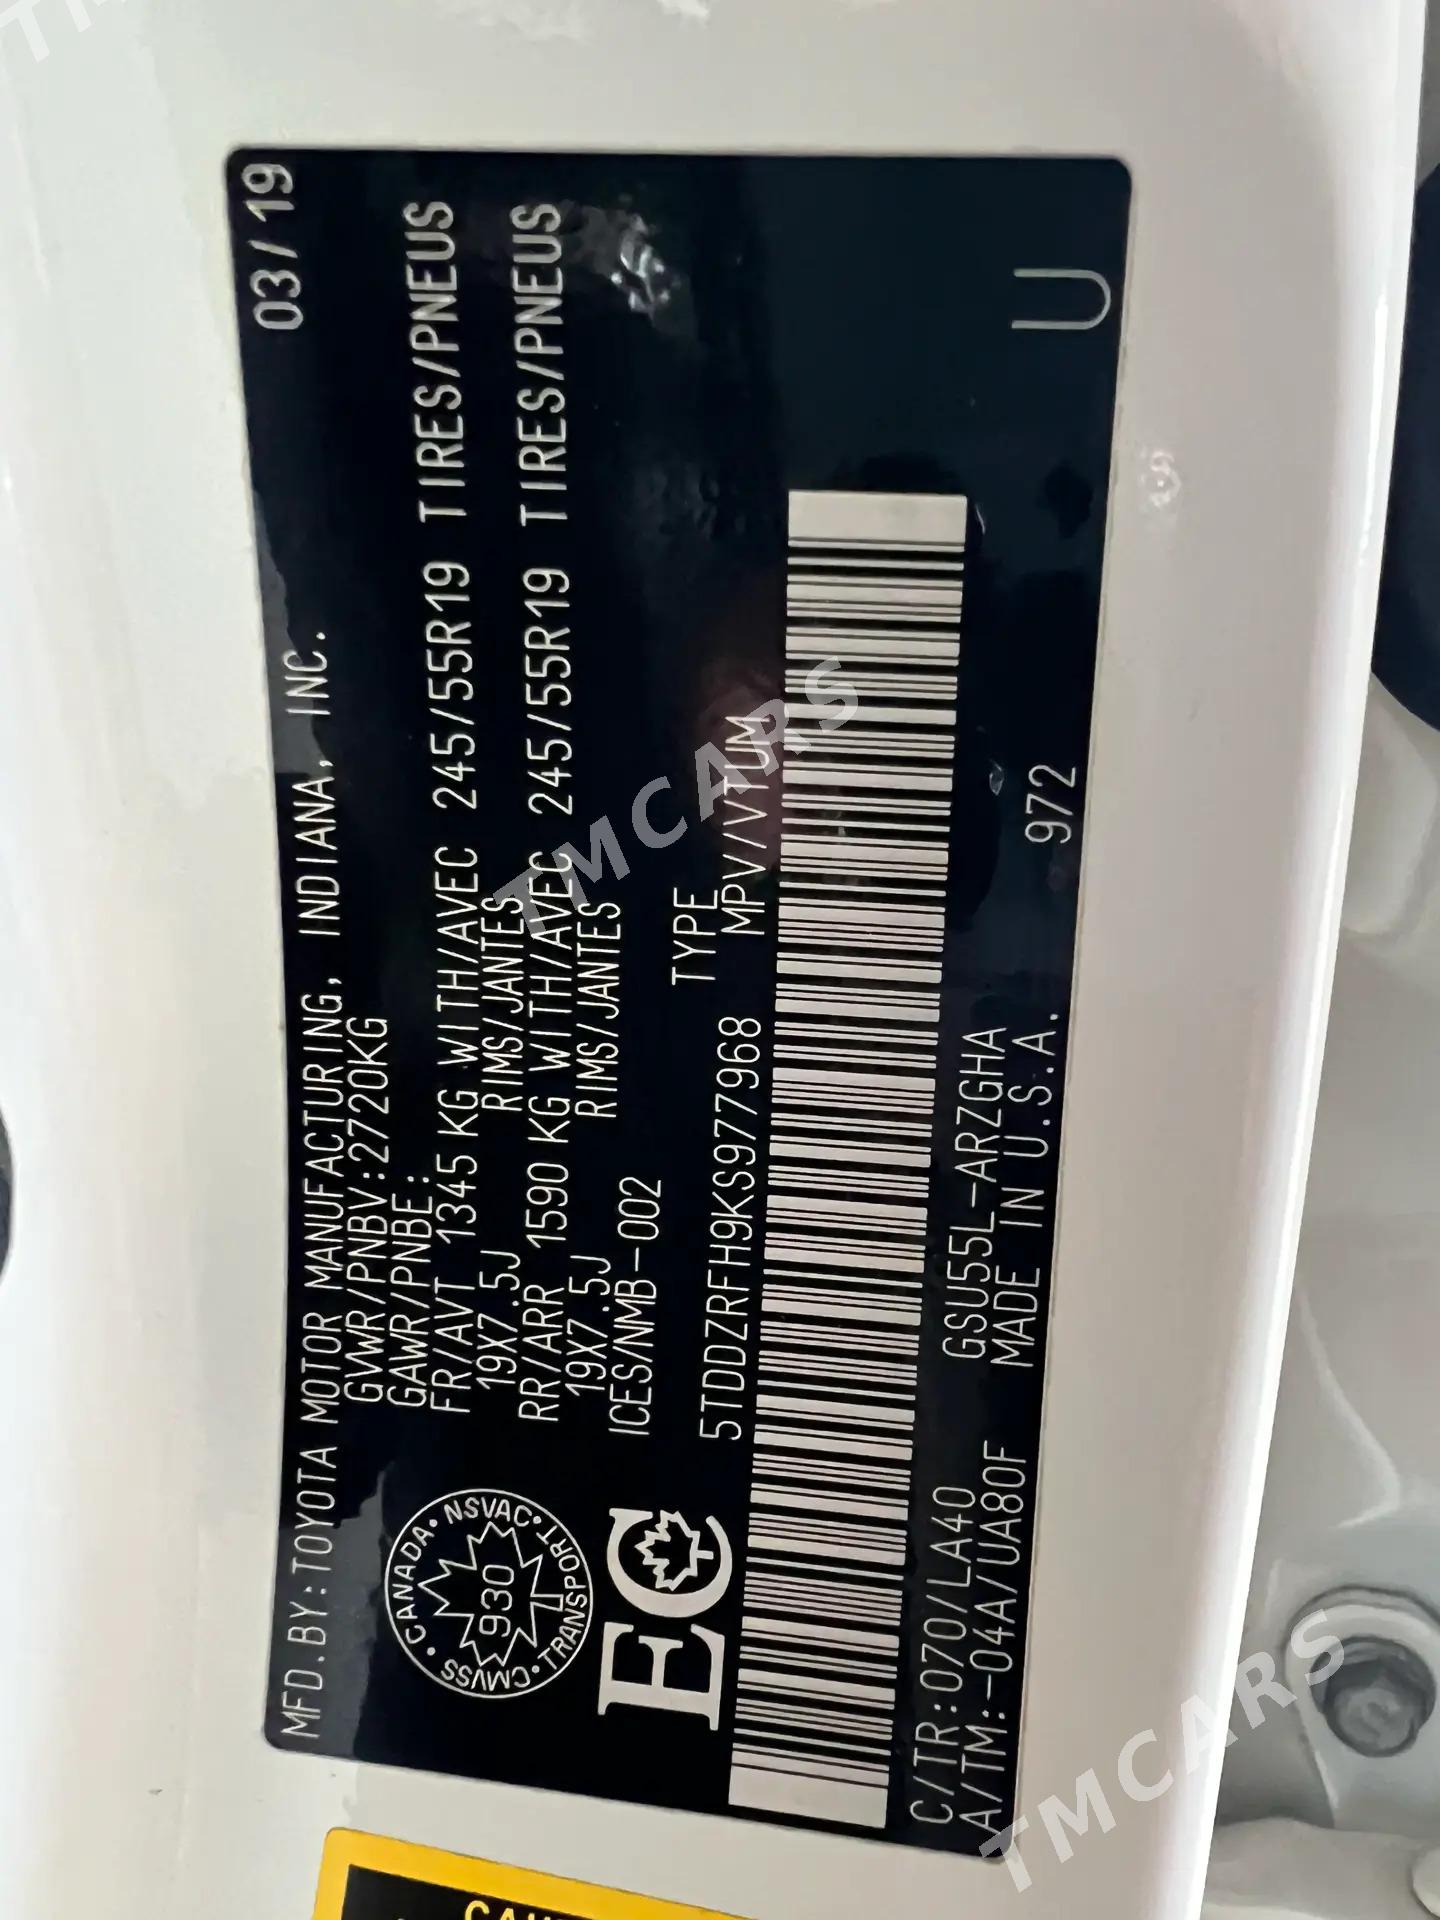 MFD.BY:TOYOTA MOTOR MANUFACTURING, INDIANA, INC. 03/19
GVWR/PNBV:2720KG
GAWR/PNBE:
FR/AVT 1345 KG WITH/AVEC 245/55R19 TIRES/PNEUS
19X7.5J RIMS/JANTES
RR/ARR 1590 KG WITH/AVEC 245/55R19 TIRES/PNEUS
19X7.5J RIMS/JANTES
ICES/NMB-002
CANADA • NSVAC • TRANSPORT • CMVSS
930
EC
TYPE
5TDDZRFH9KS977968 MPV/VTUM
C/TR:070/LA40 GSU55L-ARZGHA
A/TM:-04A/UA80F MADE IN U.S.A. 972 U
TMCARS
TMCARS